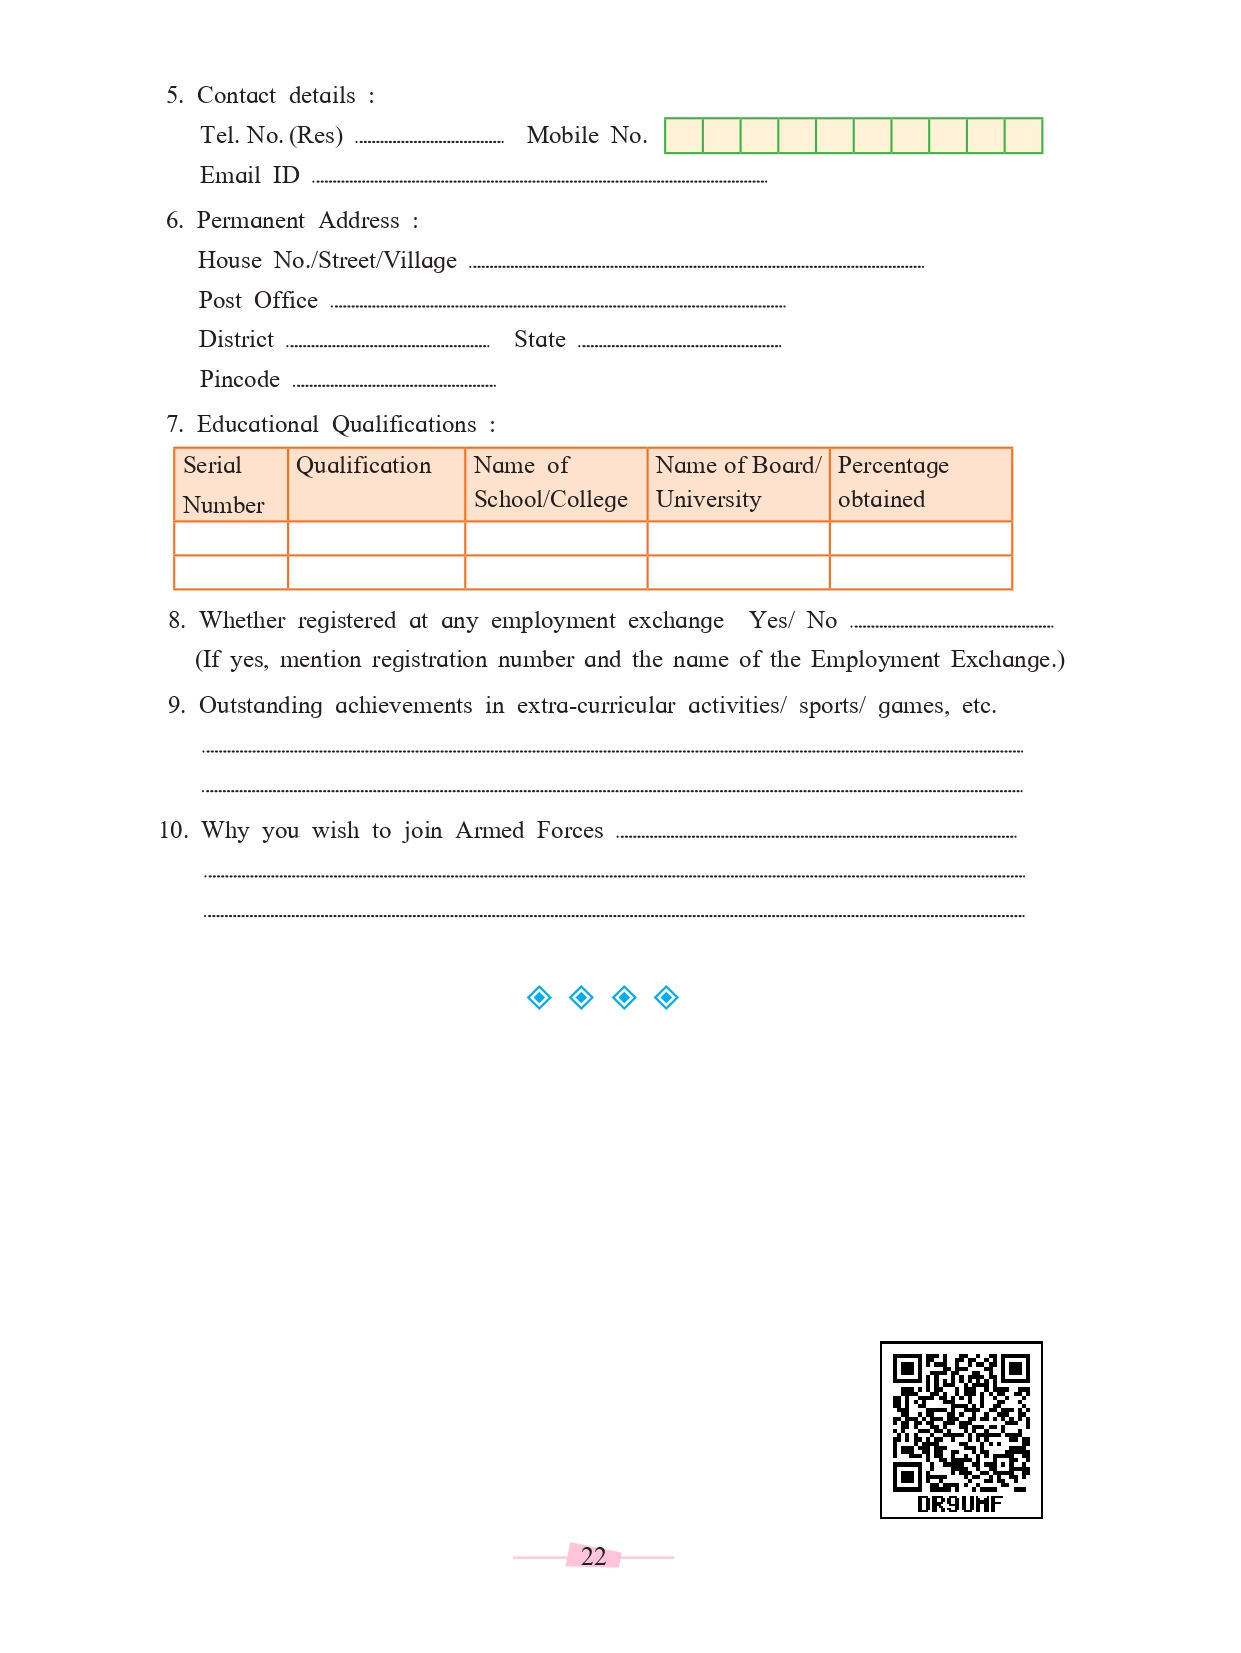 5. Contact details :
Tel. No. (Res) ........................ Mobile No.
Email ID ........................
6. Permanent Address :
House No./Street/Village ........................
Post Office ........................
District ........................ State ........................
Pincode ........................
7. Educational Qualifications :
Serial Number Qualification Name of School/College Name of Board/ University Percentage obtained
8. Whether registered at any employment exchange Yes/ No ........................
(If yes, mention registration number and the name of the Employment Exchange.)
9. Outstanding achievements in extra-curricular activities/ sports/ games, etc.
10. Why you wish to join Armed Forces ........................
DR9UMF
22